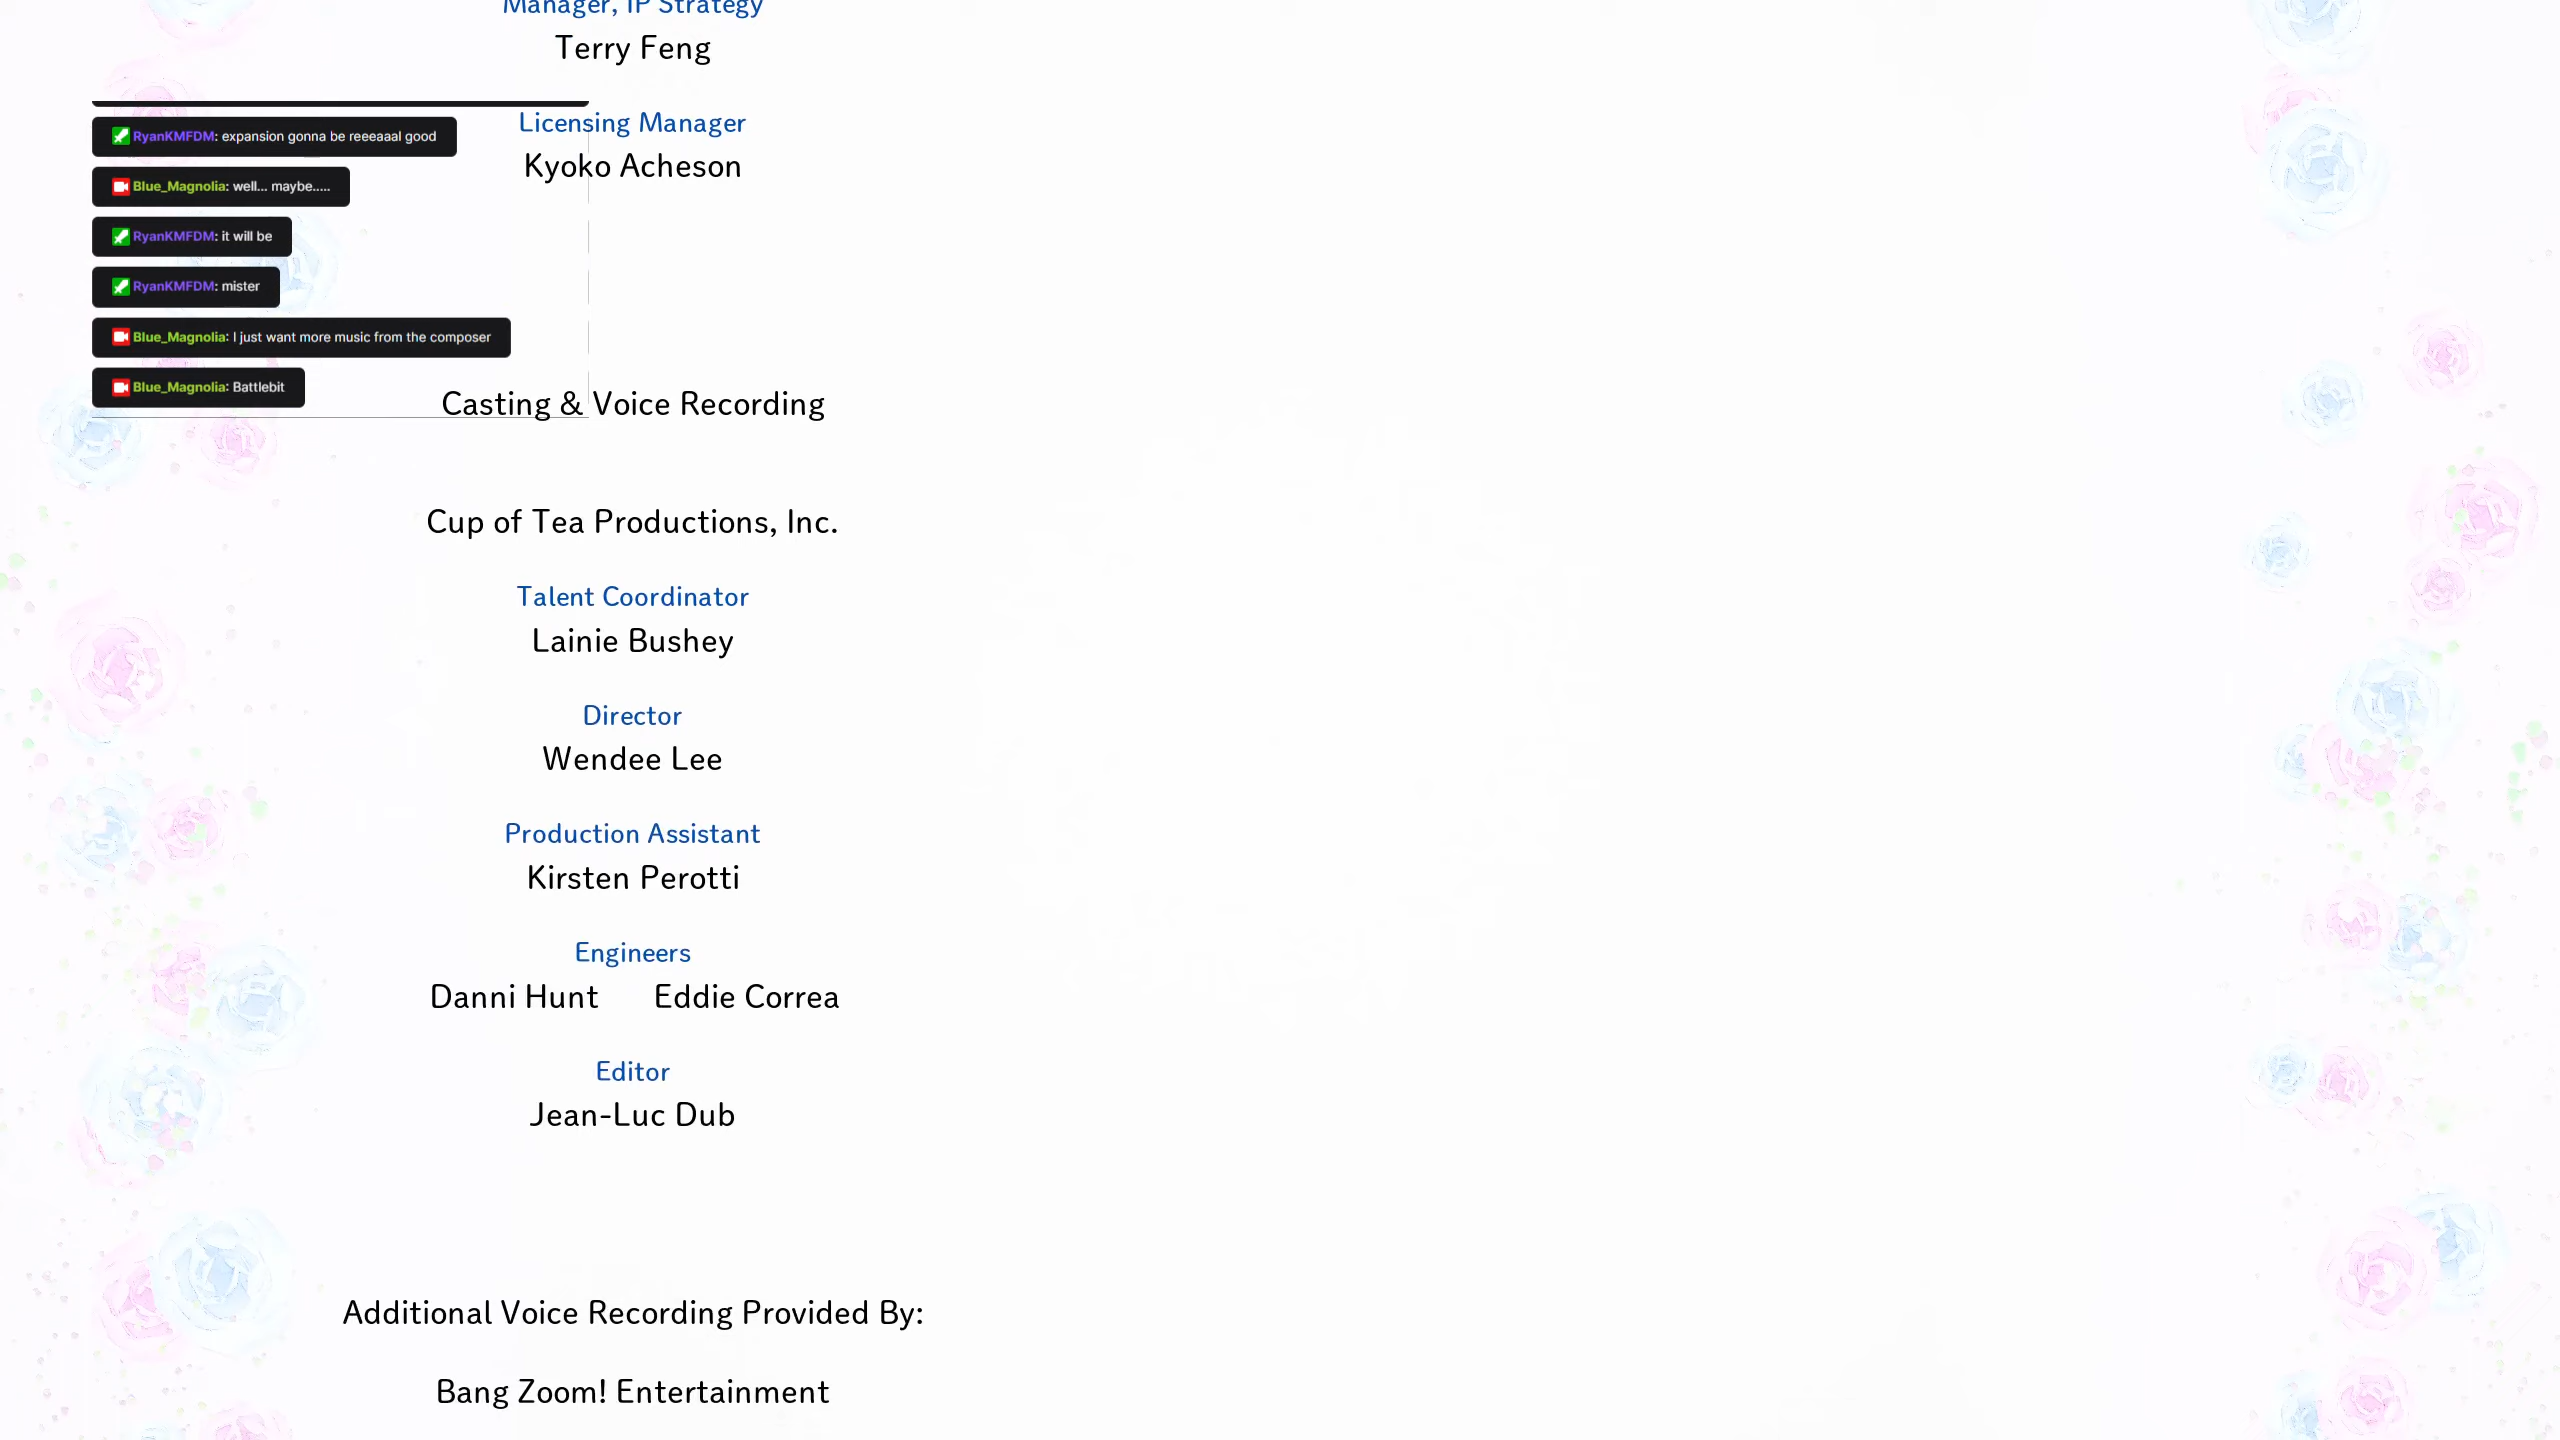 Manager, IP Strategy
Terry Feng
Licensing Manager
Kyoko Acheson
RyanKMFDM: expansion gonna be reeeaaal good
Blue_Magnolia: well... maybe.....
RyanKMFDM: it will be
RyanKMFDM: mister
Blue_Magnolia: I just want more music from the composer
Blue_Magnolia: Battlebit
Casting & Voice Recording
Cup of Tea Productions, Inc.
Talent Coordinator
Lainie Bushey
Director
Wendee Lee
Production Assistant
Kirsten Perotti
Engineers
Danni Hunt Eddie Correa
Editor
Jean-Luc Dub
Additional Voice Recording Provided By:
Bang Zoom! Entertainment